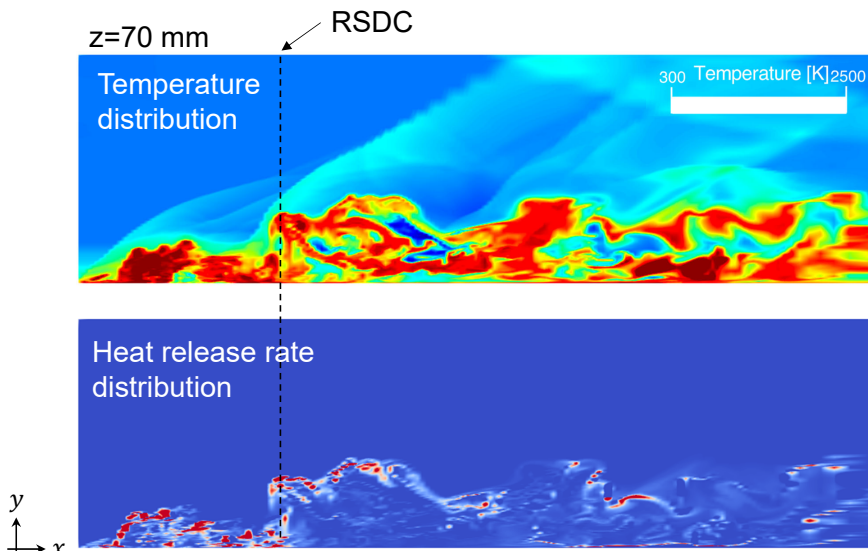 RSDC
z=70 mm
Temperature
distribution
300 Temperature [K] 2500
Heat release rate
distribution
y
x